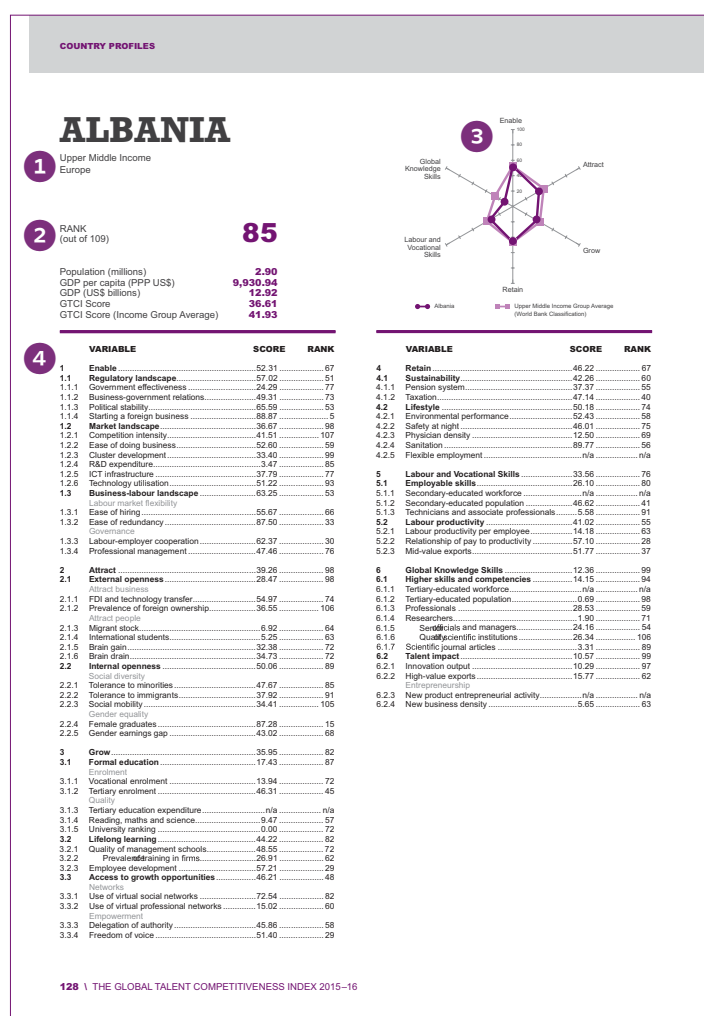 COUNTRY PROFILES
ALBANIA
1
Upper Middle Income
Europe
2
RANK
(out of 109)
85
Population (millions) 2.90
GDP per capita (PPP US$) 9,930.94
GDP (US$ billions) 12.92
GTCI Score 36.61
GTCI Score (Income Group Average) 41.93
3
Enable
100
80
60
20
Attract
Grow
Retain
Labour and
Vocational
Skills
Global
Knowledge
Skills
Albania
Upper Middle Income Group Average
(World Bank Classification)
4
VARIABLE SCORE RANK
1 Enable 52.31 67
1.1 Regulatory landscape 57.02 51
1.1.1 Government effectiveness 24.29 77
1.1.2 Business-government relations 49.31 73
1.1.3 Political stability 65.59 53
1.1.4 Starting a foreign business 88.87 5
1.2 Market landscape 36.67 98
1.2.1 Competition intensity 41.51 107
1.2.2 Ease of doing business 52.60 59
1.2.3 Cluster development 33.40 99
1.2.4 R&D expenditure 3.47 85
1.2.5 ICT infrastructure 37.79 77
1.2.6 Technology utilisation 51.22 93
1.3 Business-labour landscape 63.25 53
Labour market flexibility
1.3.1 Ease of hiring 55.67 66
1.3.2 Ease of redundancy 87.50 33
Governance
1.3.3 Labour-employer cooperation 62.37 30
1.3.4 Professional management 47.46 76
2 Attract 39.26 98
2.1 External openness 28.47 98
Attract business
2.1.1 FDI and technology transfer 54.97 74
2.1.2 Prevalence of foreign ownership 36.55 106
Attract people
2.1.3 Migrant stock 6.92 64
2.1.4 International students 5.25 63
2.1.5 Brain gain 32.38 72
2.1.6 Brain drain 34.73 72
2.2 Internal openness 50.06 89
Social diversity
2.2.1 Tolerance to minorities 47.67 85
2.2.2 Tolerance to immigrants 37.92 91
2.2.3 Social mobility 34.41 105
Gender equality
2.2.4 Female graduates 87.28 15
2.2.5 Gender earnings gap 43.02 68
3 Grow 35.95 82
3.1 Formal education 17.43 87
Enrolment
3.1.1 Vocational enrolment 13.94 72
3.1.2 Tertiary enrolment 46.31 45
Quality
3.1.3 Tertiary education expenditure n/a n/a
3.1.4 Reading, maths and science 9.47 57
3.1.5 University ranking 0.00 72
3.2 Lifelong learning 44.22 82
3.2.1 Quality of management schools 48.55 72
3.2.2 Prevalence of training in firms 26.91 62
3.2.3 Employee development 57.21 29
3.3 Access to growth opportunities 46.21 48
Networks
3.3.1 Use of virtual social networks 72.54 82
3.3.2 Use of virtual professional networks 15.02 60
Empowerment
3.3.3 Delegation of authority 45.86 58
3.3.4 Freedom of voice 51.40 29
VARIABLE SCORE RANK
4 Retain 46.22 67
4.1 Sustainability 42.26 60
4.1.1 Pension system 37.37 55
4.1.2 Taxation 47.14 40
4.2 Lifestyle 50.18 74
4.2.1 Environmental performance 52.43 58
4.2.2 Safety at night 46.01 75
4.2.3 Physician density 12.50 69
4.2.4 Sanitation 89.77 56
4.2.5 Flexible employment n/a n/a
5 Labour and Vocational Skills 33.56 76
5.1 Employable skills 26.10 80
5.1.1 Secondary-educated workforce n/a n/a
5.1.2 Secondary-educated population 46.62 41
5.1.3 Technicians and associate professionals 5.58 91
5.2 Labour productivity 41.02 55
5.2.1 Labour productivity per employee 14.18 63
5.2.2 Relationship of pay to productivity 57.10 28
5.2.3 Mid-value exports 51.77 37
6 Global Knowledge Skills 12.36 99
6.1 Higher skills and competencies 14.15 94
6.1.1 Tertiary-educated workforce n/a n/a
6.1.2 Tertiary-educated population 0.69 98
6.1.3 Professionals 28.53 59
6.1.4 Researchers 1.90 71
6.1.5 Senior officials and managers 24.16 54
6.1.6 Quality of scientific institutions 26.34 106
6.1.7 Scientific journal articles 3.31 89
6.2 Talent impact 10.57 99
6.2.1 Innovation output 10.29 97
6.2.2 High-value exports 15.77 62
Entrepreneurship
6.2.3 New product entrepreneurial activity n/a n/a
6.2.4 New business density 5.65 63
128 \ THE GLOBAL TALENT COMPETITIVENESS INDEX 2015–16